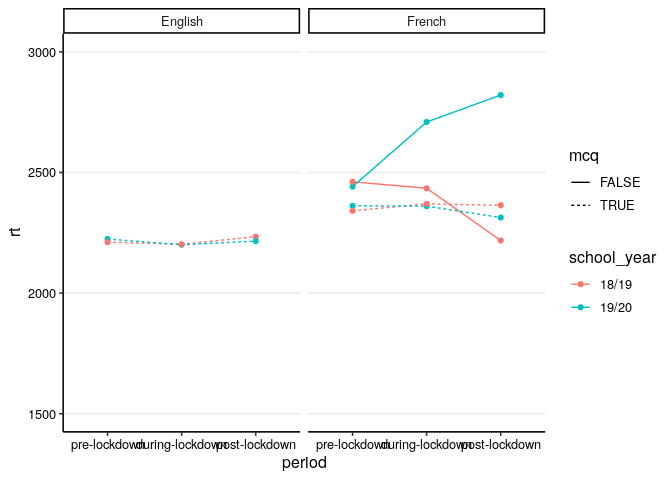 English
French
3000
2500
2000
1500
rt
pre-lockdown
during-lockdown
post-lockdown
pre-lockdown
during-lockdown
post-lockdown
period
mcq
FALSE
TRUE
school_year
18/19
19/20